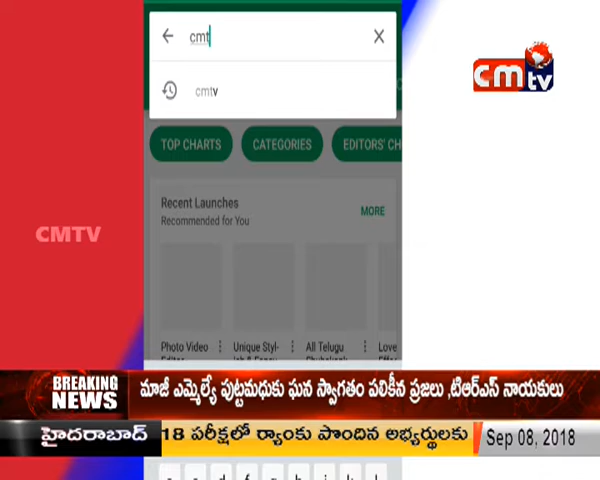 cmt
cmtv
cmtv
TOP CHARTS
CATEGORIES
EDITORS' CH
Recent Launches
Recommended for You
MORE
CMTV
Photo Video
Unique Styl-
All Telugu
Love
BREAKING NEWS
మాజీ ఎమ్మెల్యే పుట్టమధుకు ఘన స్వాగతం పలికీన ప్రజలు ,టిఆర్ఎస్ నాయకులు
హైదరాబాద్
18 పరీక్షలో ర్యాంకు పొందిన అభ్యర్థులకు
Sep 08, 2018